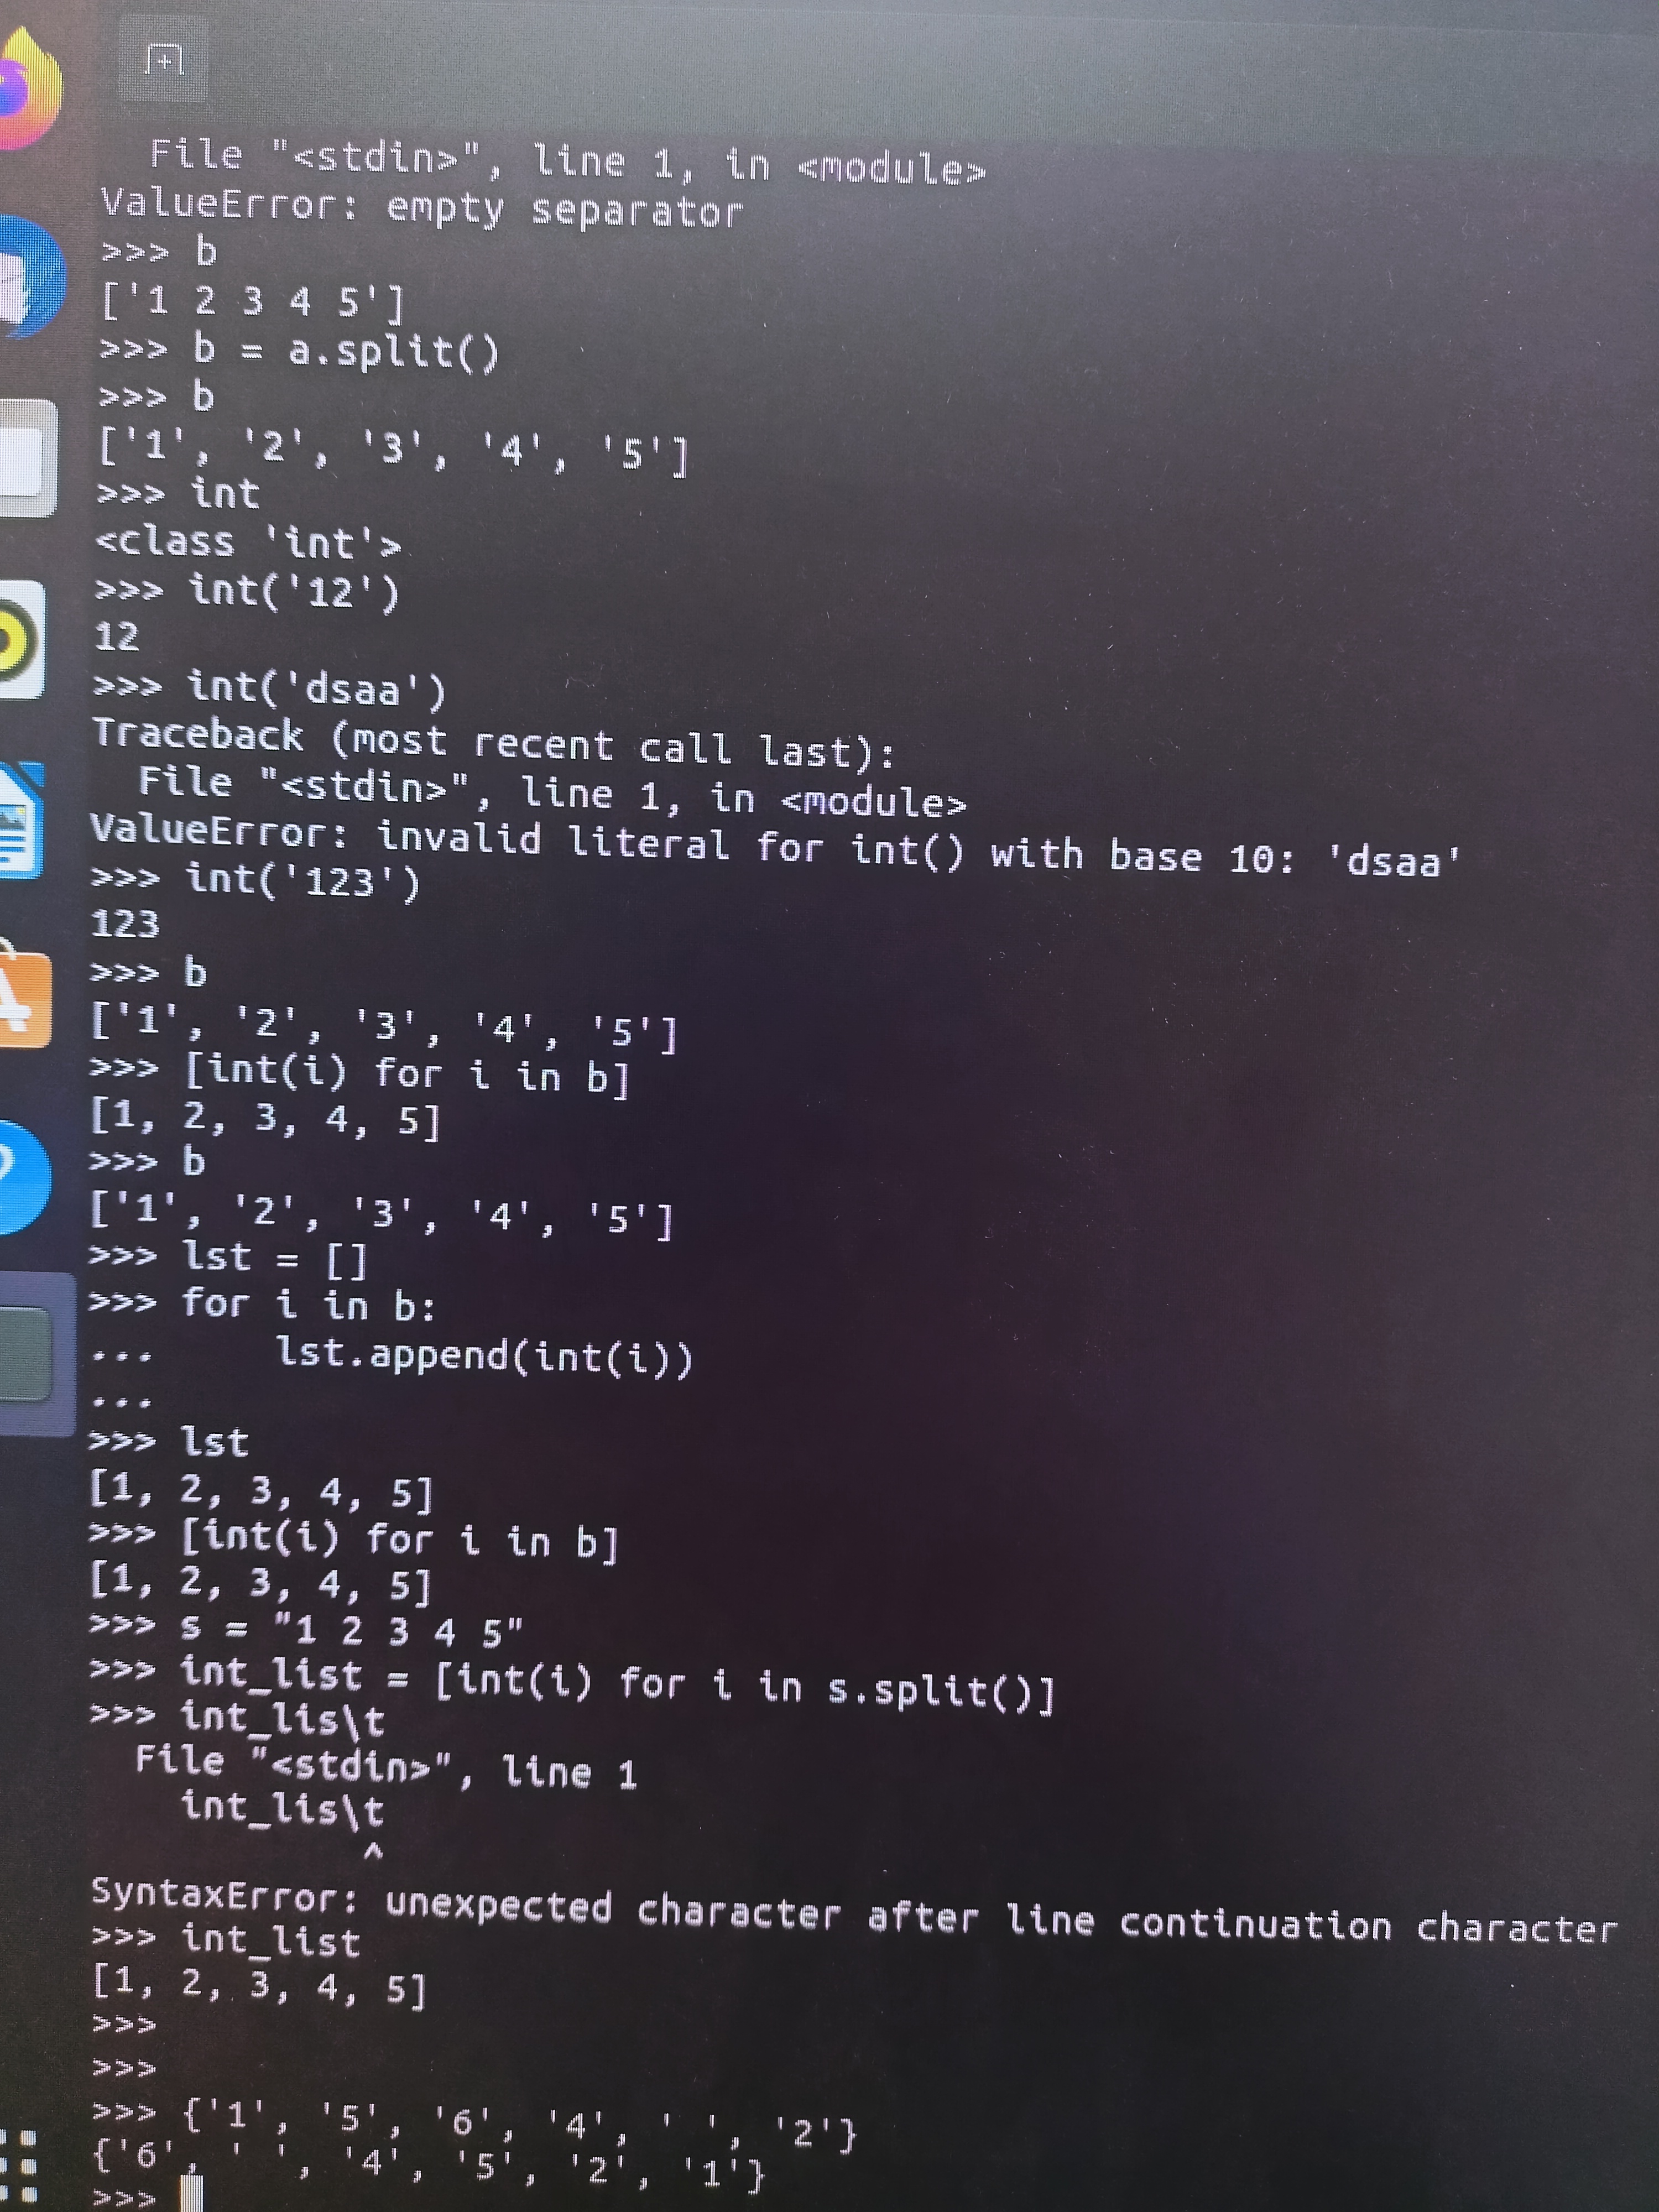 File "<stdin>", line 1, in <module>
ValueError: empty separator
>>> b
['1 2 3 4 5']
>>> b = a.split()
>>> b
['1', '2', '3', '4', '5']
>>> int
<class 'int'>
>>> int('12')
12
>>> int('dsaa')
Traceback (most recent call last):
  File "<stdin>", line 1, in <module>
ValueError: invalid literal for int() with base 10: 'dsaa'
>>> int('123')
123
>>> b
['1', '2', '3', '4', '5']
>>> [int(i) for i in b]
[1, 2, 3, 4, 5]
>>> b
['1', '2', '3', '4', '5']
>>> lst = []
>>> for i in b:
...     lst.append(int(i))
...
>>> lst
[1, 2, 3, 4, 5]
>>> [int(i) for i in b]
[1, 2, 3, 4, 5]
>>> s = "1 2 3 4 5"
>>> int_list = [int(i) for i in s.split()]
>>> int_lis\t
  File "<stdin>", line 1
    int_lis\t
            ^
SyntaxError: unexpected character after line continuation character
>>> int_list
[1, 2, 3, 4, 5]
>>>
>>>
>>> {'1', '5', '6', '4', ' ', '2'}
{'6', ' ', '4', '5', '2', '1'}
>>>